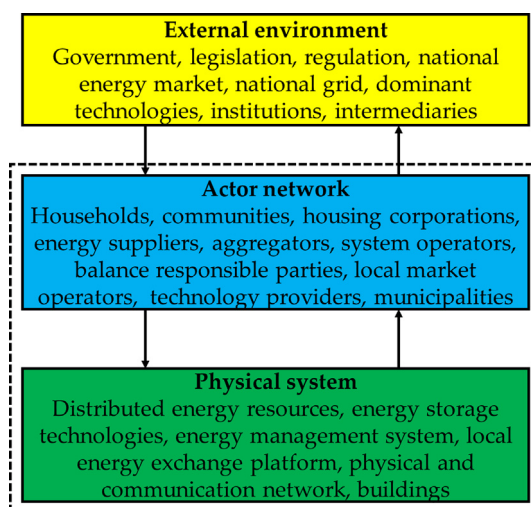 External environment
Government, legislation, regulation, national
energy market, national grid, dominant
technologies, institutions, intermediaries
Actor network
Households, communities, housing corporations,
energy suppliers, aggregators, system operators,
balance responsible parties, local market
operators, technology providers, municipalities
Physical system
Distributed energy resources, energy storage
technologies, energy management system, local
energy exchange platform, physical and
communication network, buildings